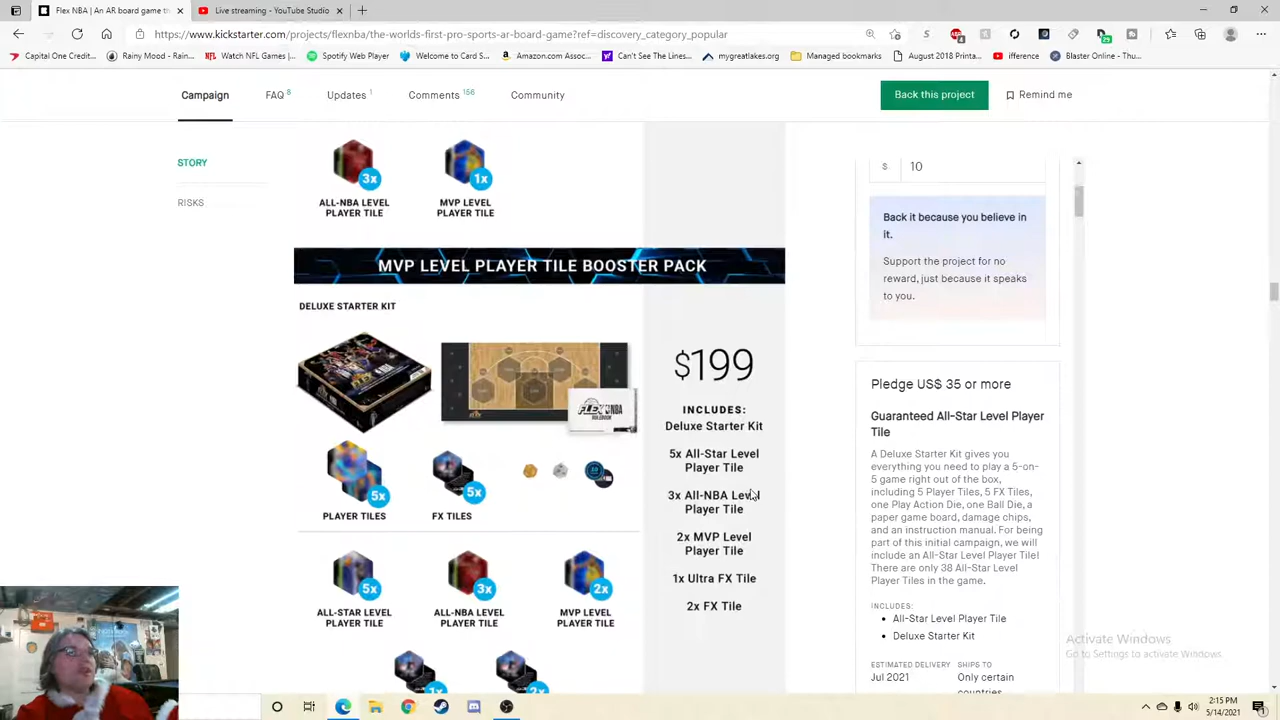 Flex NBA | An AR board game th
Live streaming - YouTube Studio
https://www.kickstarter.com/projects/flexnba/the-worlds-first-pro-sports-ar-board-game?ref=discovery_category_popular
Capital One Credit...
Rainy Mood - Rain...
Watch NFL Games |...
Spotify Web Player
Welcome to Card S...
Amazon.com Assoc...
Can't See The Lines...
mygreatlakes.org
Managed bookmarks
August 2018 Printa...
ifference
Blaster Online - Thu...
Campaign
FAQ 8
Updates 1
Comments 156
Community
Back this project
Remind me
STORY
RISKS
3x
1x
ALL-NBA LEVEL
PLAYER TILE
MVP LEVEL
PLAYER TILE
MVP LEVEL PLAYER TILE BOOSTER PACK
DELUXE STARTER KIT
FLEX NBA
RULEBOOK
5x
5x
PLAYER TILES
FX TILES
5x
3x
2x
ALL-STAR LEVEL
PLAYER TILE
ALL-NBA LEVEL
PLAYER TILE
MVP LEVEL
PLAYER TILE
1x
2x
$199
INCLUDES:
Deluxe Starter Kit
5x All-Star Level
Player Tile
3x All-NBA Level
Player Tile
2x MVP Level
Player Tile
1x Ultra FX Tile
2x FX Tile
$ 10
Back it because you believe in
it.
Support the project for no
reward, just because it speaks
to you.
Pledge US$ 35 or more
Guaranteed All-Star Level Player
Tile
A Deluxe Starter Kit gives you
everything you need to play a 5-on-
5 game right out of the box,
including 5 Player Tiles, 5 FX Tiles,
one Play Action Die, one Ball Die, a
paper game board, damage chips,
and an instruction manual. For being
part of this initial campaign, we will
include an All-Star Level Player Tile!
There are only 38 All-Star Level
Player Tiles in the game.
INCLUDES:
All-Star Level Player Tile
Deluxe Starter Kit
ESTIMATED DELIVERY
Jul 2021
SHIPS TO
Only certain
countries
Activate Windows
Go to Settings to activate Windows.
2:15 PM
5/14/2021